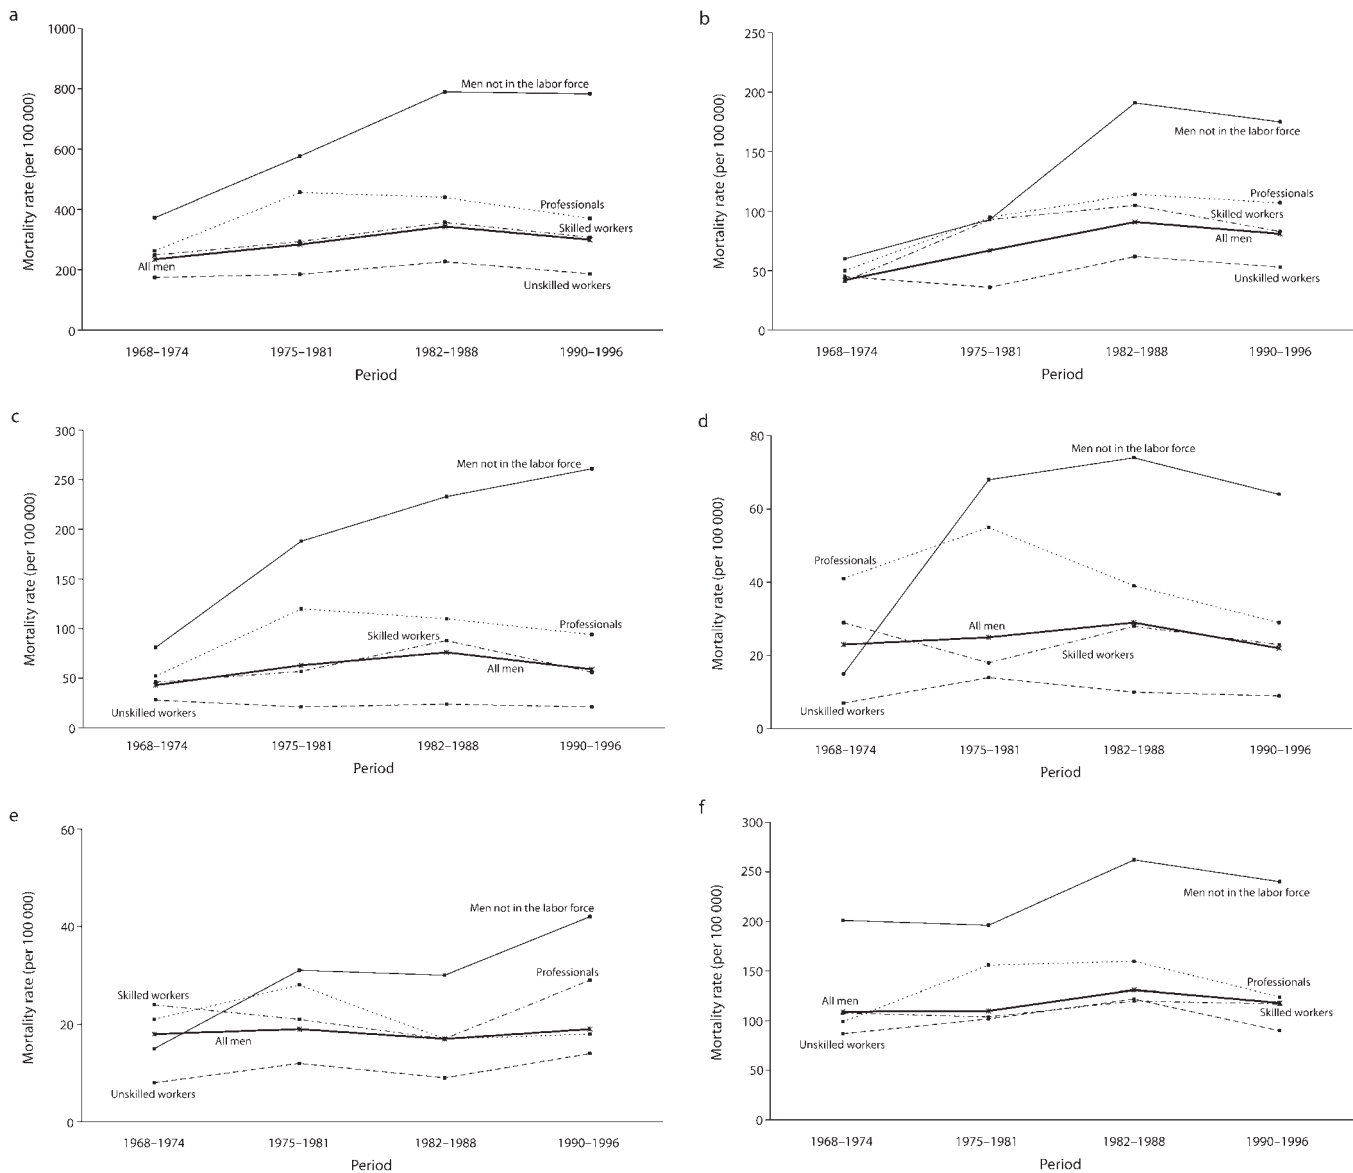 a
Mortality rate (per 100 000)
1000
800
600
400
200
0
Men not in the labor force
Professionals
Skilled workers
All men
Unskilled workers
1968–1974
1975–1981
1982–1988
1990–1996
Period
b
Mortality rate (per 100 000)
250
200
150
100
50
0
Men not in the labor force
Professionals
Skilled workers
All men
Unskilled workers
1968–1974
1975–1981
1982–1988
1990–1996
Period
c
Mortality rate (per 100 000)
300
250
200
150
100
50
0
Men not in the labor force
Professionals
Skilled workers
All men
Unskilled workers
1968–1974
1975–1981
1982–1988
1990–1996
Period
d
Mortality rate (per 100 000)
80
60
40
20
0
Men not in the labor force
Professionals
All men
Skilled workers
Unskilled workers
1968–1974
1975–1981
1982–1988
1990–1996
Period
e
Mortality rate (per 100 000)
60
40
20
0
Men not in the labor force
Professionals
Skilled workers
All men
Unskilled workers
1968–1974
1975–1981
1982–1988
1990–1996
Period
f
Mortality rate (per 100 000)
300
250
200
150
100
50
0
Men not in the labor force
Professionals
All men
Skilled workers
Unskilled workers
1968–1974
1975–1981
1982–1988
1990–1996
Period